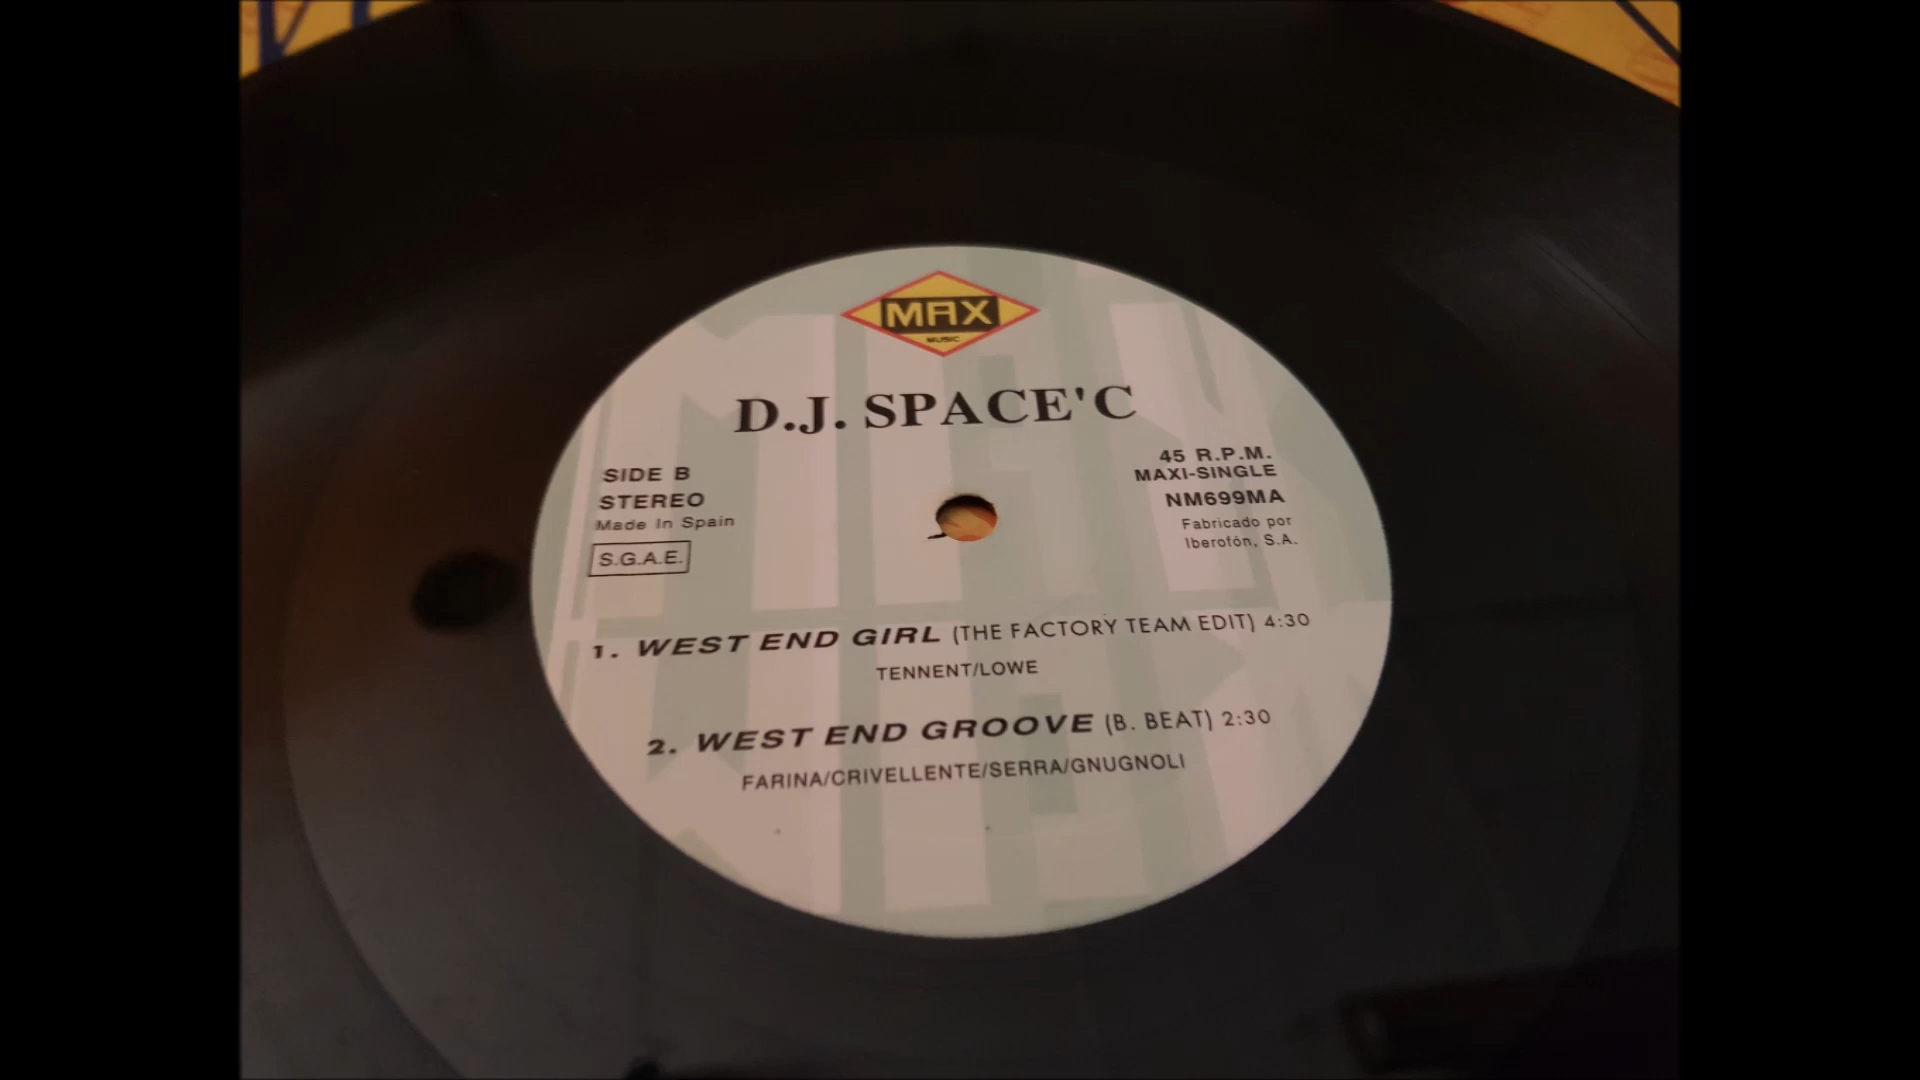 MAX
MUSIC
D.J. SPACE'C
SIDE B
STEREO
Made In Spain
S.G.A.E.
45 R.P.M.
MAXI-SINGLE
NM699MA
Fabricado por
Iberofón, S.A.
1. WEST END GIRL (THE FACTORY TEAM EDIT) 4:30
TENNENT/LOWE
2. WEST END GROOVE (B. BEAT) 2:30
FARINA/CRIVELLENTE/SERRA/GNUGNOLI